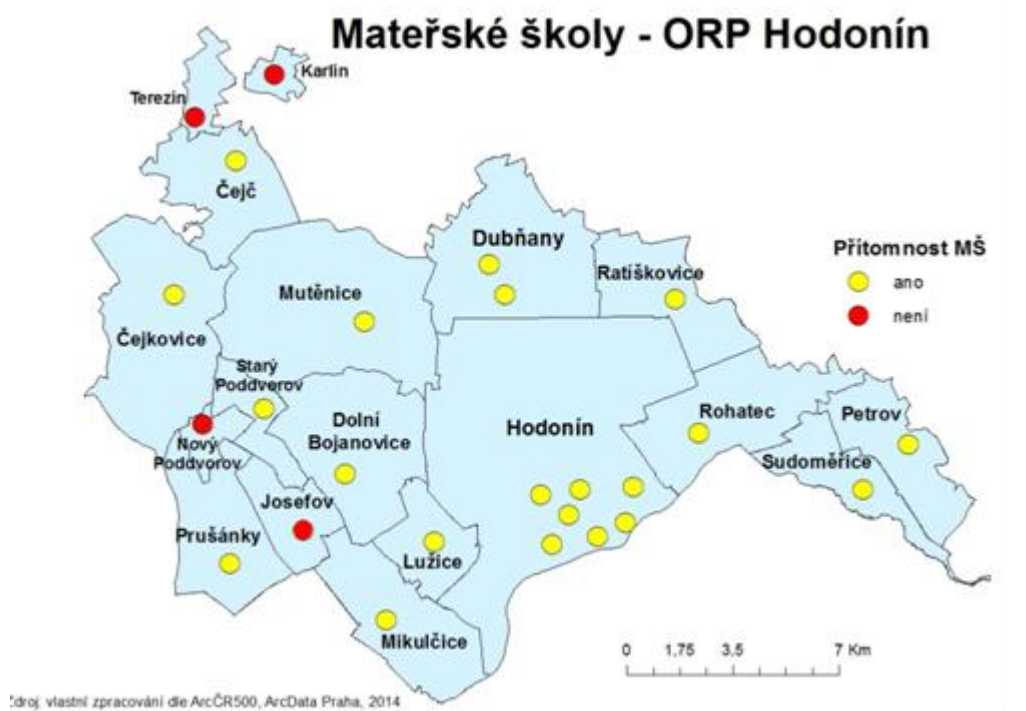 Mateřské školy - ORP Hodonín
Karlín
Terezín
Čejč
Dubňany
Ratíškovice
Přítomnost MŠ
ano
není
Mutěnice
Čejkovice
Starý
Poddverov
Dolní
Bojanovice
Hodonín
Rohatec
Petrov
Nový
Poddvorov
Sudoměřice
Josefov
Prušánky
Lužice
Mikulčice
0 1,75 3,5 7 Km
Zdroj: vlastní zpracování dle ArcČR500, ArcData Praha, 2014